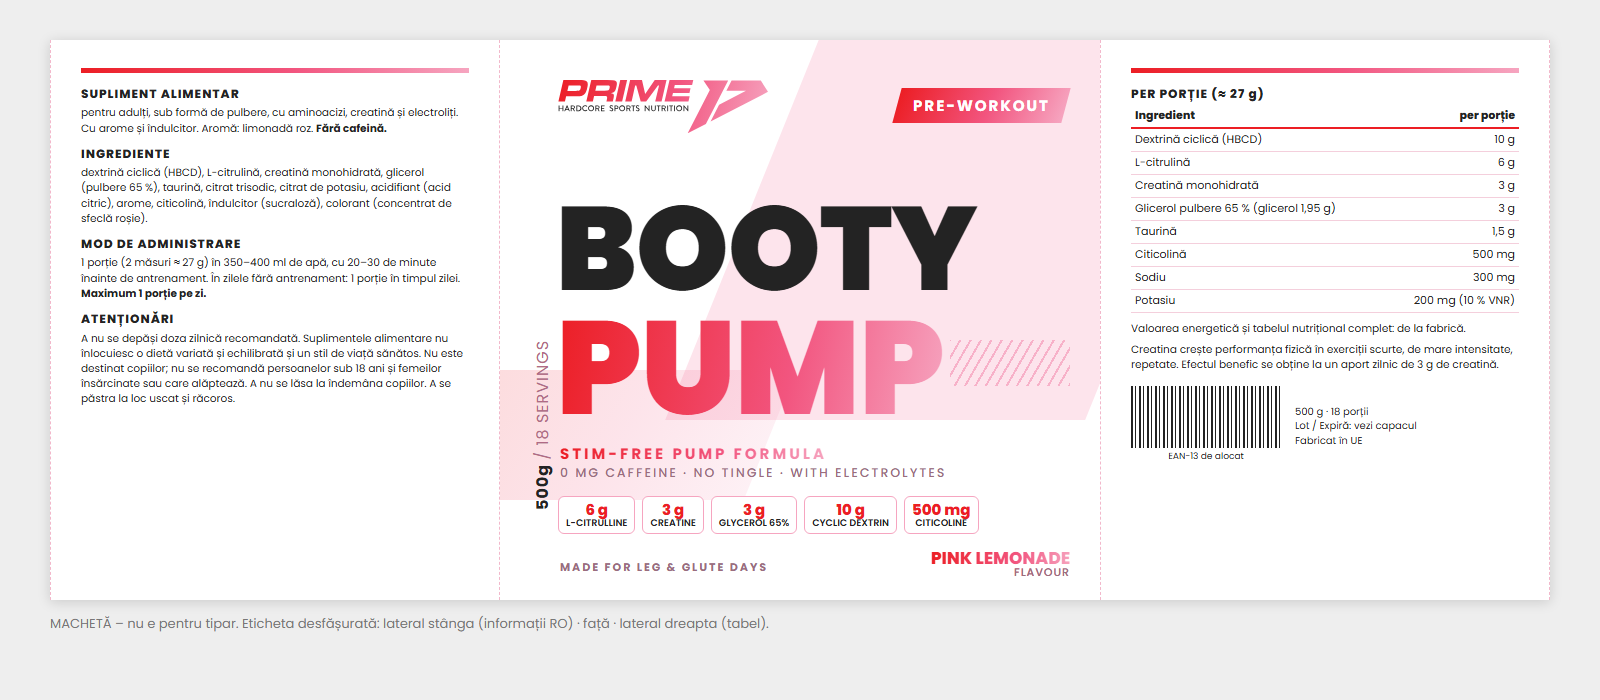 SUPLIMENT ALIMENTAR
pentru adulți, sub formă de pulbere, cu aminoacizi, creatină și electroliți.
Cu arome și îndulcitor. Aromă: limonadă roz. Fără cafeină.
INGREDIENTE
dextrină ciclică (HBCD), L-citrulină, creatină monohidrată, glicerol
(pulbere 65 %), taurină, citrat trisodic, citrat de potasiu, acidifiant (acid
citric), arome, citicolină, îndulcitor (sucraloză), colorant (concentrat de
sfeclă roșie).
MOD DE ADMINISTRARE
1 porție (2 măsuri ≈ 27 g) în 350–400 ml de apă, cu 20–30 de minute
înainte de antrenament. În zilele fără antrenament: 1 porție în timpul zilei.
Maximum 1 porție pe zi.
ATENȚIONĂRI
A nu se depăși doza zilnică recomandată. Suplimentele alimentare nu
înlocuiesc o dietă variată și echilibrată și un stil de viață sănătos. Nu este
destinat copiilor; nu se recomandă persoanelor sub 18 ani și femeilor
însărcinate sau care alăptează. A nu se lăsa la îndemâna copiilor. A se
păstra la loc uscat și răcoros.
PRIME
HARDCORE SPORTS NUTRITION
PRE-WORKOUT
BOOTY
PUMP
500g / 18 SERVINGS
STIM-FREE PUMP FORMULA
0 MG CAFFEINE · NO TINGLE · WITH ELECTROLYTES
6 g
L-CITRULLINE
3 g
CREATINE
3 g
GLYCEROL 65%
10 g
CYCLIC DEXTRIN
500 mg
CITICOLINE
MADE FOR LEG & GLUTE DAYS
PINK LEMONADE
FLAVOUR
PER PORȚIE (≈ 27 g)
Ingredient per porție
Dextrină ciclică (HBCD) 10 g
L-citrulină 6 g
Creatină monohidrată 3 g
Glicerol pulbere 65 % (glicerol 1,95 g) 3 g
Taurină 1,5 g
Citicolină 500 mg
Sodiu 300 mg
Potasiu 200 mg (10 % VNR)
Valoarea energetică și tabelul nutrițional complet: de la fabrică.
Creatina crește performanța fizică în exerciții scurte, de mare intensitate,
repetate. Efectul benefic se obține la un aport zilnic de 3 g de creatină.
EAN-13 de alocat
500 g · 18 porții
Lot / Expiră: vezi capacul
Fabricat în UE
MACHETĂ – nu e pentru tipar. Eticheta desfășurată: lateral stânga (informații RO) · față · lateral dreapta (tabel).